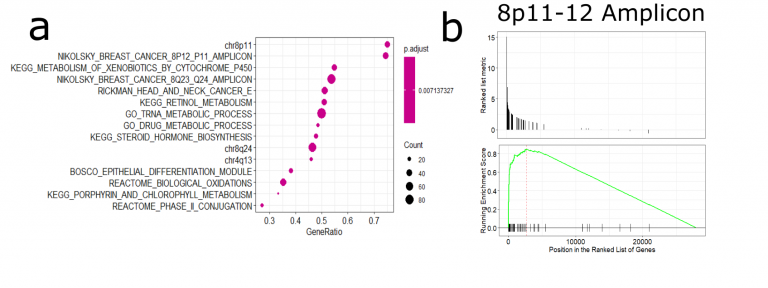 a
chr8p11
NIKOLSKY_BREAST_CANCER_8P12_P11_AMPLICON
KEGG_METABOLISM_OF_XENOBIOTICS_BY_CYTOCHROME_P450
NIKOLSKY_BREAST_CANCER_8Q23_Q24_AMPLICON
RICKMAN_HEAD_AND_NECK_CANCER_E
KEGG_RETINOL_METABOLISM
GO_TRNA_METABOLIC_PROCESS
GO_DRUG_METABOLIC_PROCESS
KEGG_STEROID_HORMONE_BIOSYNTHESIS
chr8q24
chr4q13
BOSCO_EPITHELIAL_DIFFERENTIATION_MODULE
REACTOME_BIOLOGICAL_OXIDATIONS
KEGG_PORPHYRIN_AND_CHLOROPHYLL_METABOLISM
REACTOME_PHASE_II_CONJUGATION
0.3 0.4 0.5 0.6 0.7
GeneRatio
p.adjust
0.007137327
Count
20
40
60
80
b
8p11-12 Amplicon
Ranked list metric
15
10
5
0
Running Enrichment Score
0.8
0.6
0.4
0.2
0.0
0 10000 20000
Position in the Ranked List of Genes